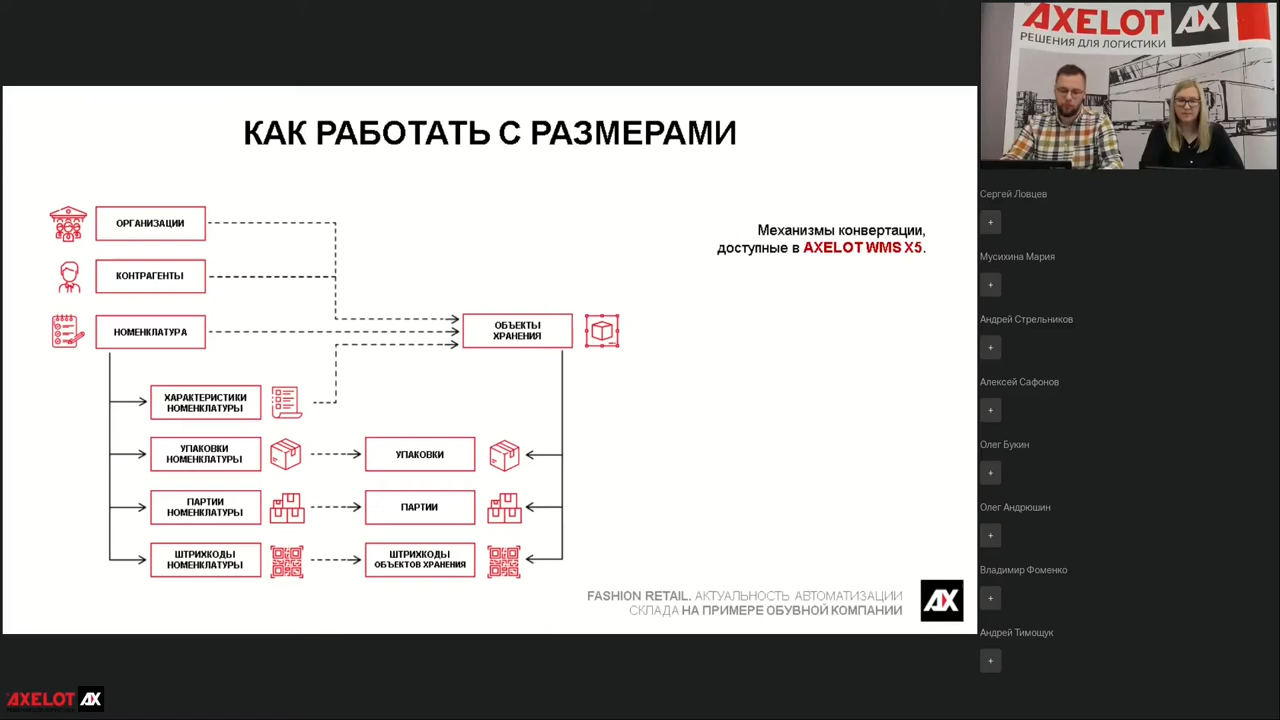 КАК РАБОТАТЬ С РАЗМЕРАМИ
ОРГАНИЗАЦИИ
КОНТРАГЕНТЫ
НОМЕНКЛАТУРА
ХАРАКТЕРИСТИКИ
НОМЕНКЛАТУРЫ
УПАКОВКИ
НОМЕНКЛАТУРЫ
ПАРТИИ
НОМЕНКЛАТУРЫ
ШТРИХКОДЫ
НОМЕНКЛАТУРЫ
ОБЪЕКТЫ
ХРАНЕНИЯ
УПАКОВКИ
ПАРТИИ
ШТРИХКОДЫ
ОБЪЕКТОВ ХРАНЕНИЯ
Механизмы конвертации,
доступные в AXELOT WMS X5.
FASHION RETAIL. АКТУАЛЬНОСТЬ АВТОМАТИЗАЦИИ
СКЛАДА НА ПРИМЕРЕ ОБУВНОЙ КОМПАНИИ
AX
AXELOT AX
AXELOT AX
РЕШЕНИЯ ДЛЯ ЛОГИСТИКИ
Сергей Ловцев
+
Мусихина Мария
+
Андрей Стрельников
+
Алексей Сафонов
+
Олег Букин
+
Олег Андрюшин
+
Владимир Фоменко
+
Андрей Тимощук
+